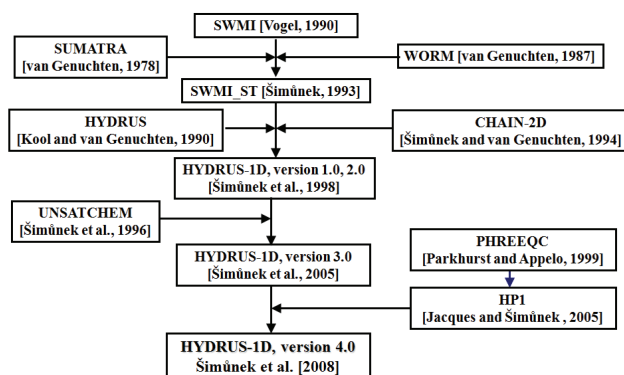 SWMI [Vogel, 1990]
SUMATRA
[van Genuchten, 1978]
WORM [van Genuchten, 1987]
SWMI_ST [Šimůnek, 1993]
HYDRUS
[Kool and van Genuchten, 1990]
CHAIN-2D
[Šimůnek and van Genuchten, 1994]
HYDRUS-1D, version 1.0, 2.0
[Šimůnek et al., 1998]
UNSATCHEM
[Šimůnek et al., 1996]
HYDRUS-1D, version 3.0
[Šimůnek et al., 2005]
PHREEQC
[Parkhurst and Appelo, 1999]
HP1
[Jacques and Šimůnek , 2005]
HYDRUS-1D, version 4.0
Šimůnek et al. [2008]